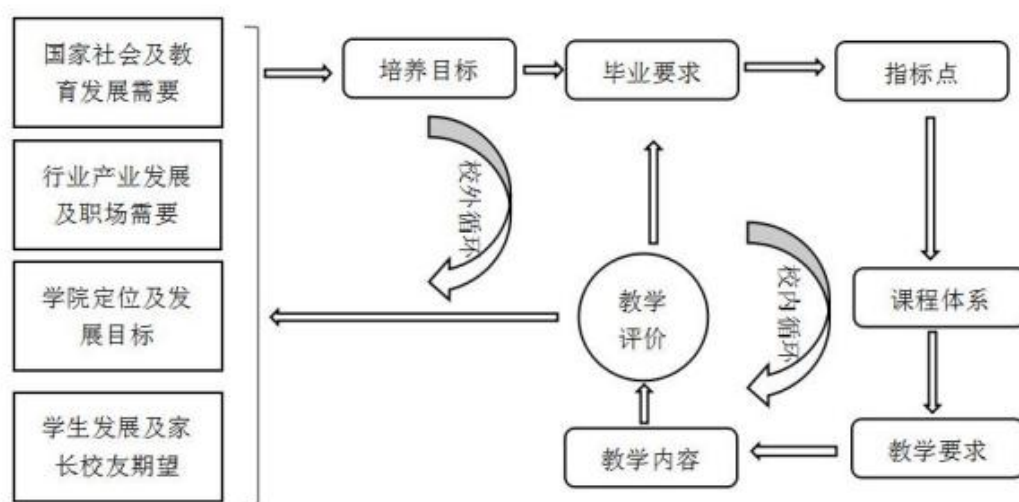 国家社会及教
育发展需要
行业产业发展
及职场需要
学院定位及发
展目标
学生发展及家
长校友期望
培养目标
毕业要求
指标点
校外循环
校内循环
教学
评价
课程体系
教学内容
教学要求